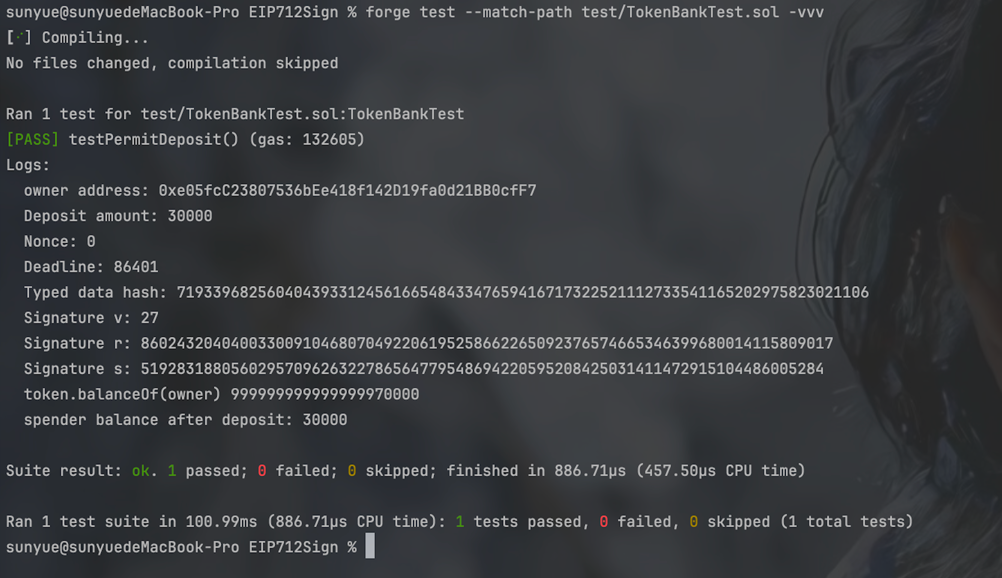 sunyue@sunyuedeMacBook-Pro EIP712Sign % forge test --match-path test/TokenBankTest.sol -vvv
[⠊] Compiling...
No files changed, compilation skipped
Ran 1 test for test/TokenBankTest.sol:TokenBankTest
[PASS] testPermitDeposit() (gas: 132605)
Logs:
owner address: 0xe05fcC23807536bEe418f142D19fa0d21BB0cfF7
Deposit amount: 30000
Nonce: 0
Deadline: 86401
Typed data hash: 71933968256040439331245616654843347659416717322521112733541165202975823021106
Signature v: 27
Signature r: 86024320404003300910468070492206195258662265092376574665346399680014115809017
Signature s: 5192831880560295709626322786564779548694220595208425031411472915104486005284
token.balanceOf(owner) 999999999999999970000
spender balance after deposit: 30000
Suite result: ok. 1 passed; 0 failed; 0 skipped; finished in 886.71µs (457.50µs CPU time)
Ran 1 test suite in 100.99ms (886.71µs CPU time): 1 tests passed, 0 failed, 0 skipped (1 total tests)
sunyue@sunyuedeMacBook-Pro EIP712Sign %